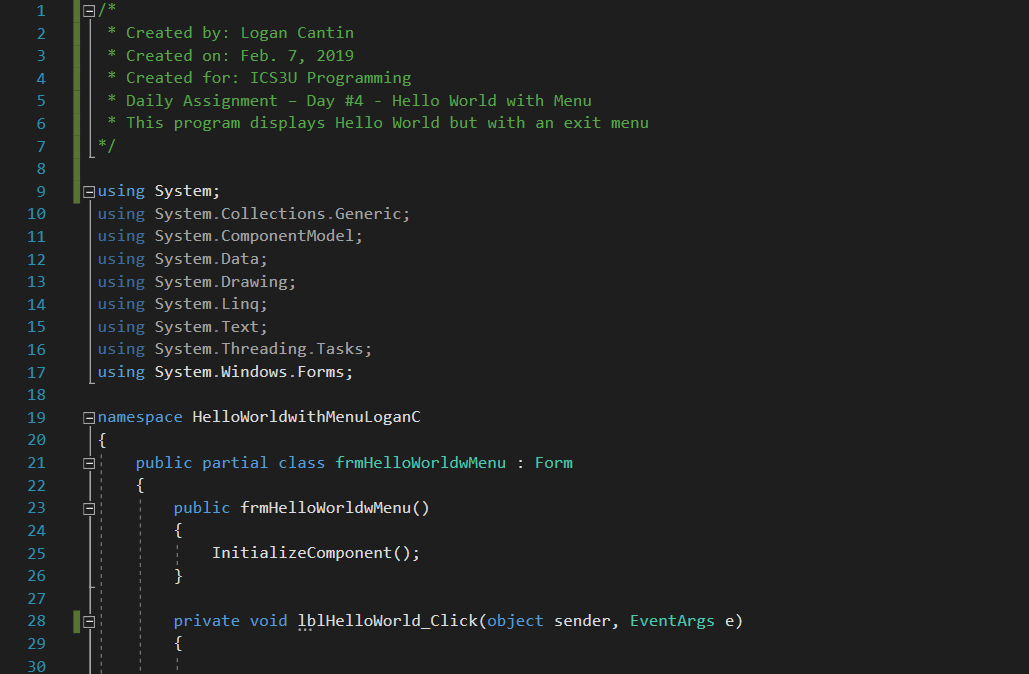 1 /*
2 * Created by: Logan Cantin
3 * Created on: Feb. 7, 2019
4 * Created for: ICS3U Programming
5 * Daily Assignment – Day #4 - Hello World with Menu
6 * This program displays Hello World but with an exit menu
7 */
8
9 using System;
10 using System.Collections.Generic;
11 using System.ComponentModel;
12 using System.Data;
13 using System.Drawing;
14 using System.Linq;
15 using System.Text;
16 using System.Threading.Tasks;
17 using System.Windows.Forms;
18
19 namespace HelloWorldwithMenuLoganC
20 {
21 public partial class frmHelloWorldwMenu : Form
22 {
23 public frmHelloWorldwMenu()
24 {
25 InitializeComponent();
26 }
27
28 private void lblHelloWorld_Click(object sender, EventArgs e)
29 {
30